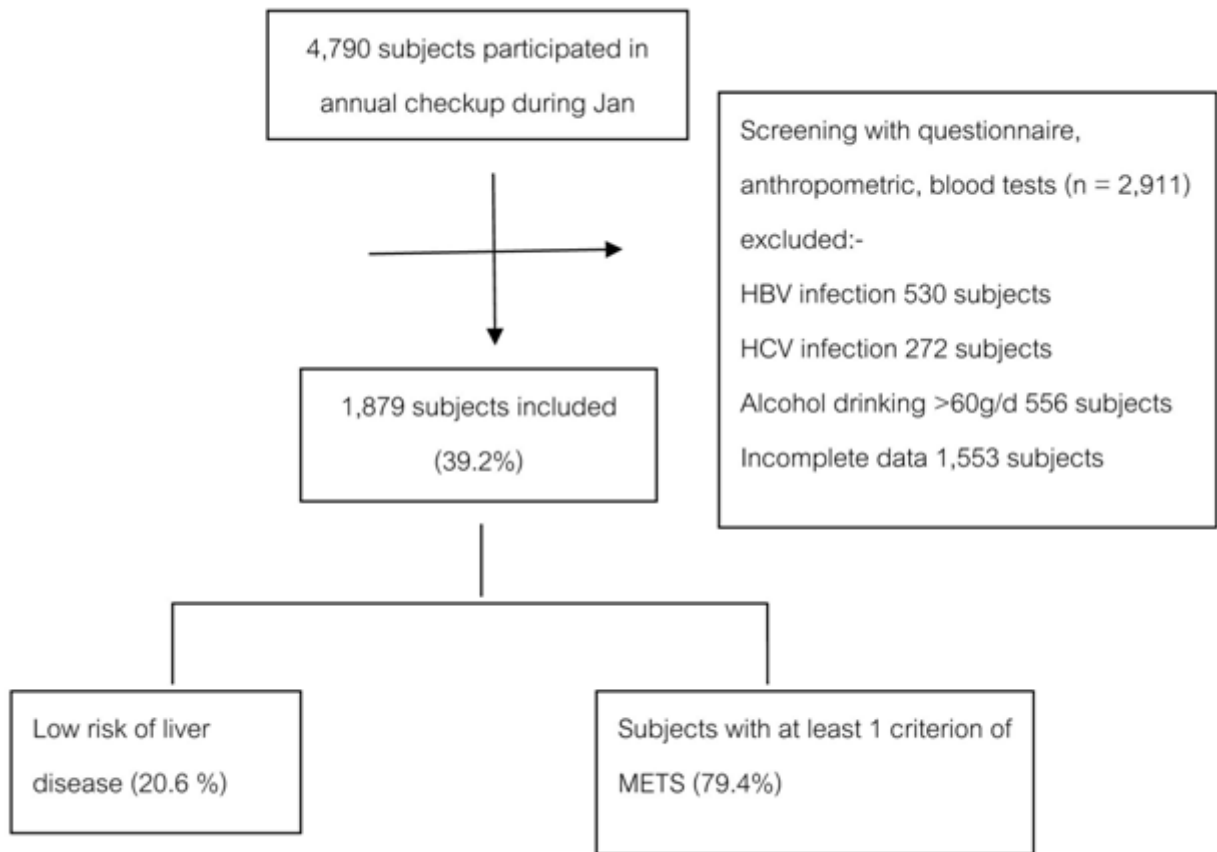 4,790 subjects participated in
annual checkup during Jan
Screening with questionnaire,
anthropometric, blood tests (n = 2,911)
excluded:-
HBV infection 530 subjects
HCV infection 272 subjects
Alcohol drinking >60g/d 556 subjects
Incomplete data 1,553 subjects
1,879 subjects included
(39.2%)
Low risk of liver
disease (20.6 %)
Subjects with at least 1 criterion of
METS (79.4%)